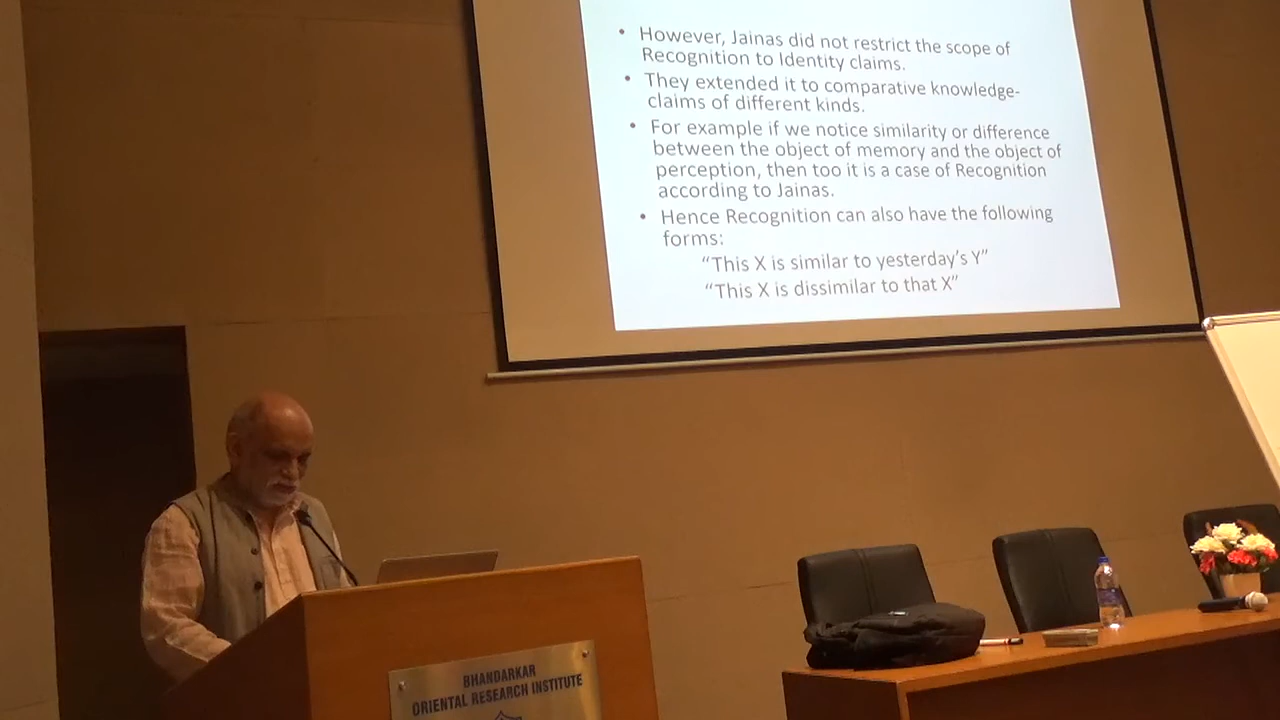 • However, Jainas did not restrict the scope of
Recognition to Identity claims.
• They extended it to comparative knowledge-
claims of different kinds.
• For example if we notice similarity or difference
between the object of memory and the object of
perception, then too it is a case of Recognition
according to Jainas.
• Hence Recognition can also have the following
forms:
“This X is similar to yesterday’s Y”
“This X is dissimilar to that X”
BHANDARKAR
ORIENTAL RESEARCH INSTITUTE